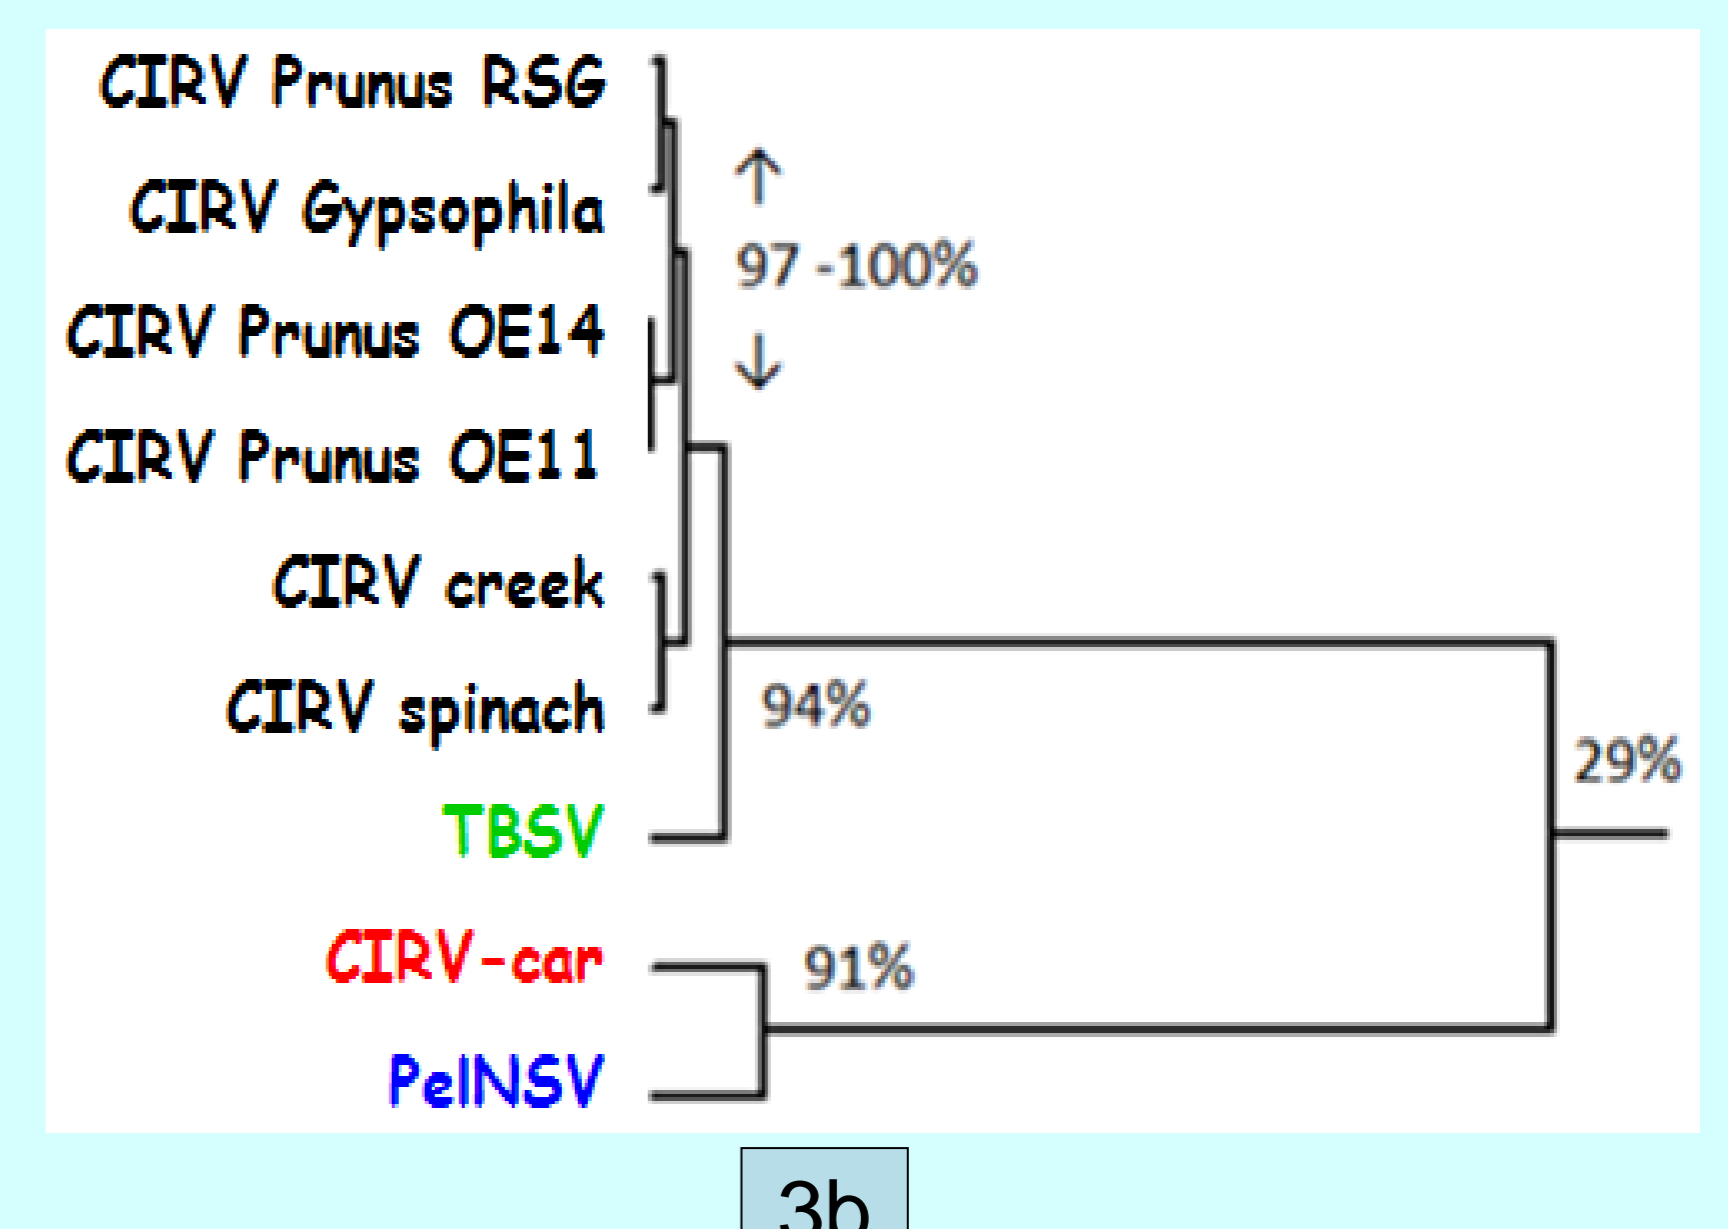 CIRV Prunus RSG
CIRV Gypsophila
↑
97 -100%
CIRV Prunus OE14
↓
CIRV Prunus OE11
CIRV creek
CIRV spinach
94%
29%
TBSV
CIRV-car
91%
PelNSV
3b